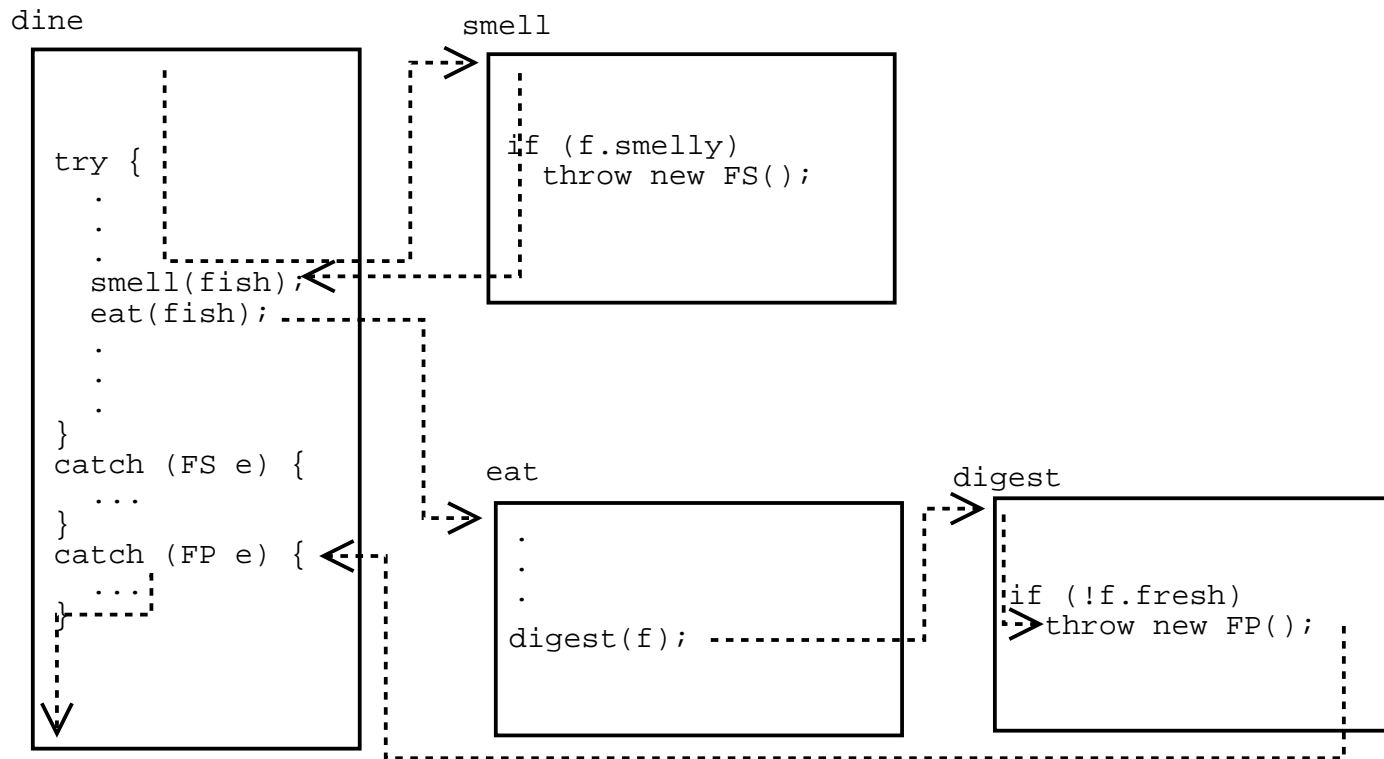 dine
try {
.
.
.
smell(fish);
eat(fish);
.
.
.
}
catch (FS e) {
...
}
catch (FP e) {
...
}
smell
if (f.smelly)
throw new FS();
eat
.
.
.
digest(f);
digest
if (!f.fresh)
throw new FP();